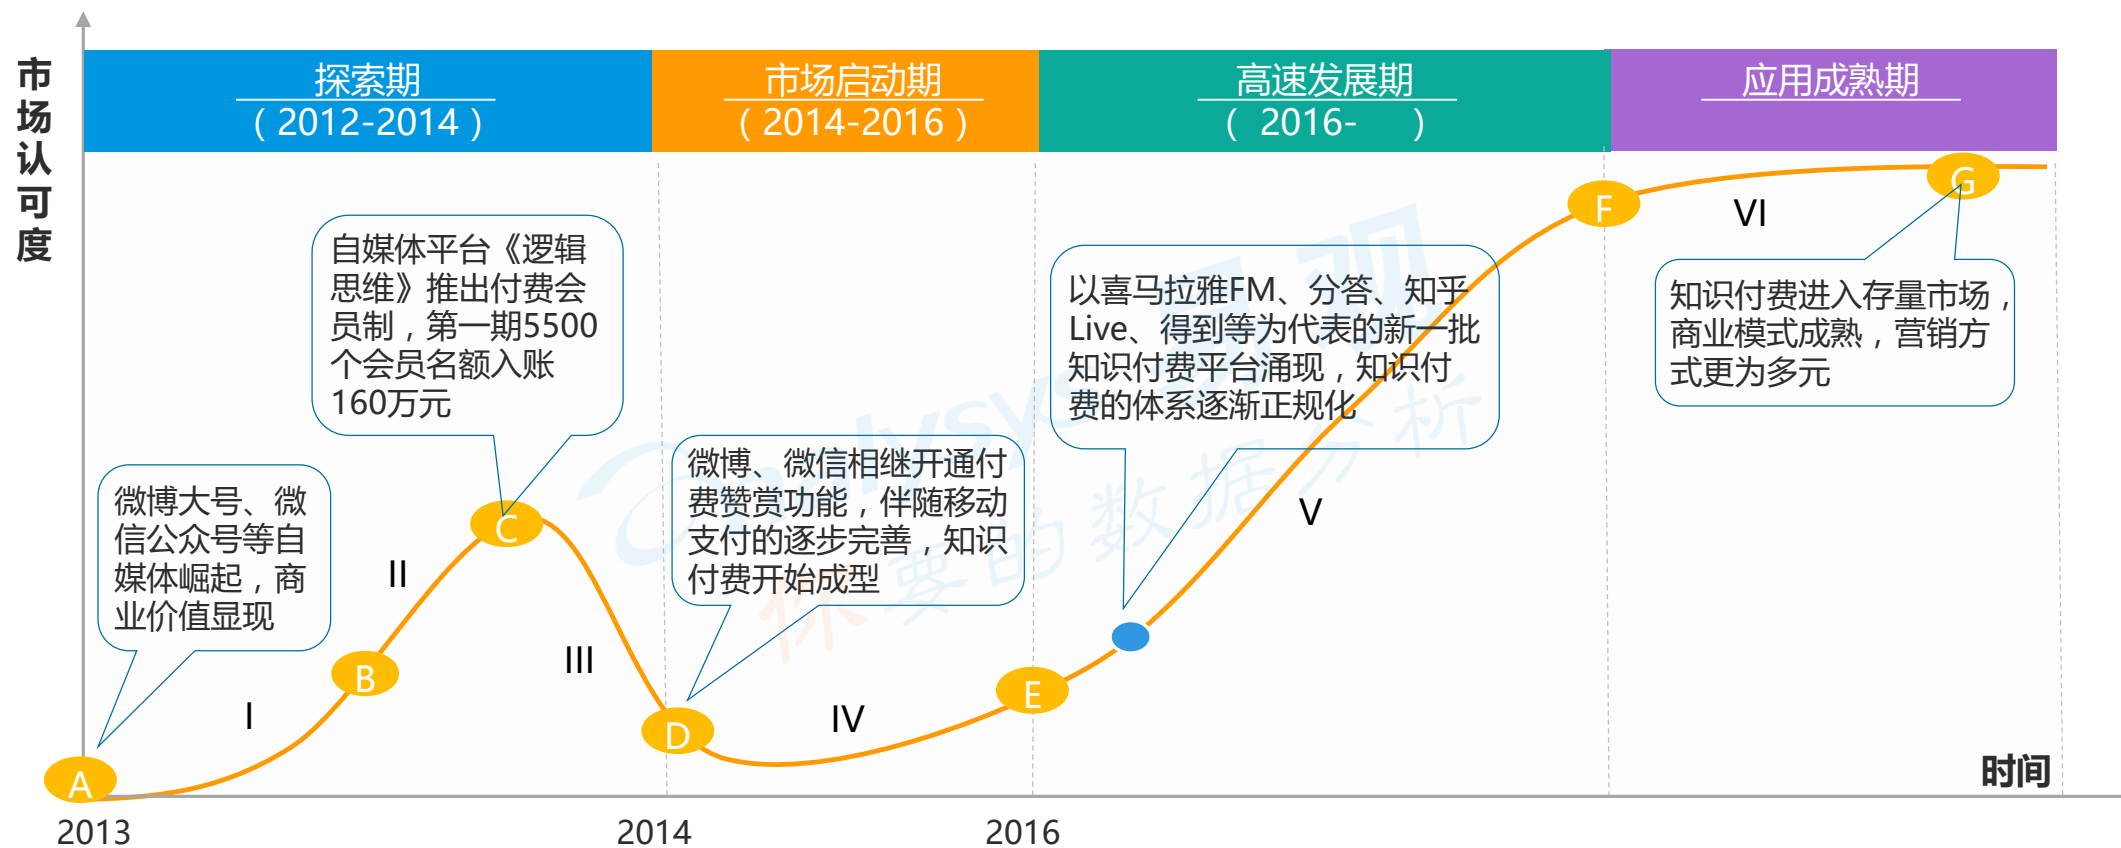 市场认可度
探索期
（2012-2014）
市场启动期
（2014-2016）
高速发展期
（ 2016-    ）
应用成熟期
自媒体平台《逻辑
思维》推出付费会
员制，第一期5500
个会员名额入账
160万元
微博大号、微
信公众号等自
媒体崛起，商
业价值显现
微博、微信相继开通付
费赞赏功能，伴随移动
支付的逐步完善，知识
付费开始成型
以喜马拉雅FM、分答、知乎
Live、得到等为代表的新一批
知识付费平台涌现，知识付
费的体系逐渐正规化
知识付费进入存量市场，
商业模式成熟，营销方
式更为多元
A
B
C
D
E
F
G
I
II
III
IV
V
VI
时间
2013
2014
2016
nalysys 易观
你要的数据分析